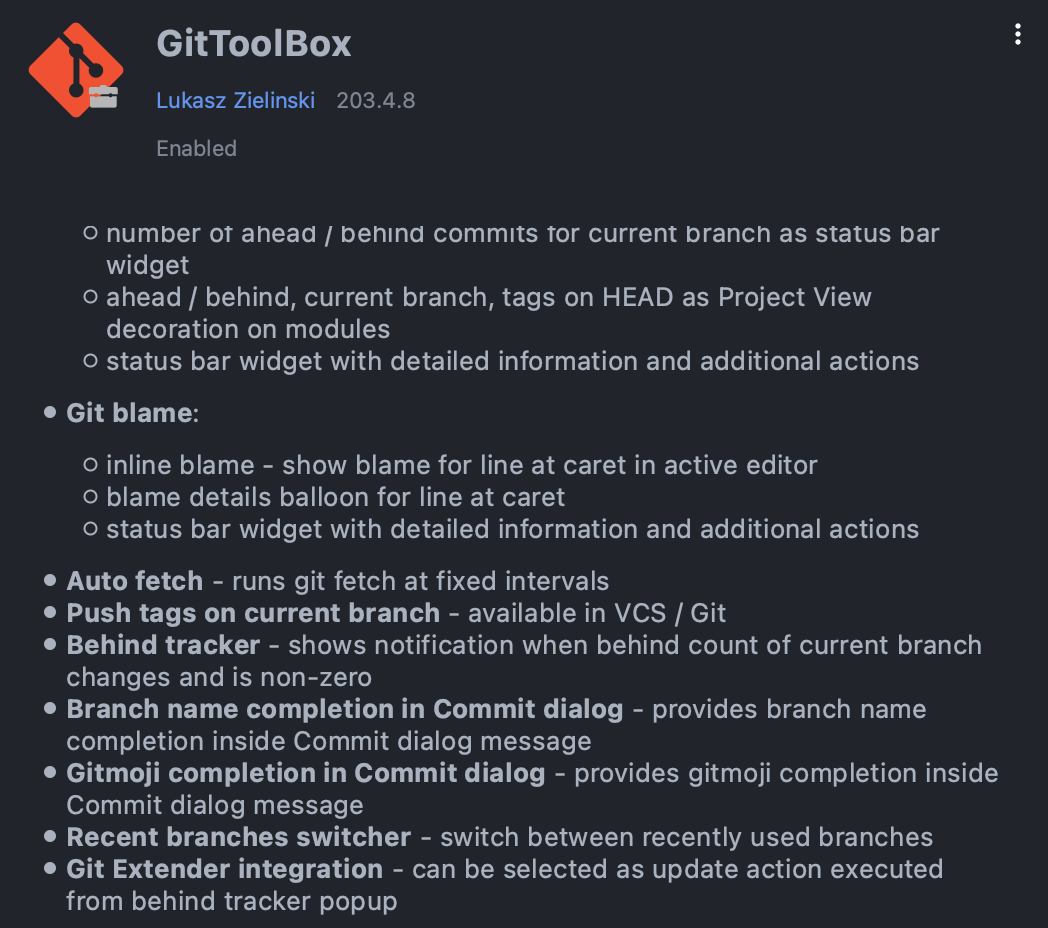 GitToolBox
Lukasz Zielinski 203.4.8
Enabled
number of ahead / behind commits for current branch as status bar
widget
ahead / behind, current branch, tags on HEAD as Project View
decoration on modules
status bar widget with detailed information and additional actions
Git blame:
inline blame - show blame for line at caret in active editor
blame details balloon for line at caret
status bar widget with detailed information and additional actions
Auto fetch - runs git fetch at fixed intervals
Push tags on current branch - available in VCS / Git
Behind tracker - shows notification when behind count of current branch
changes and is non-zero
Branch name completion in Commit dialog - provides branch name
completion inside Commit dialog message
Gitmoji completion in Commit dialog - provides gitmoji completion inside
Commit dialog message
Recent branches switcher - switch between recently used branches
Git Extender integration - can be selected as update action executed
from behind tracker popup